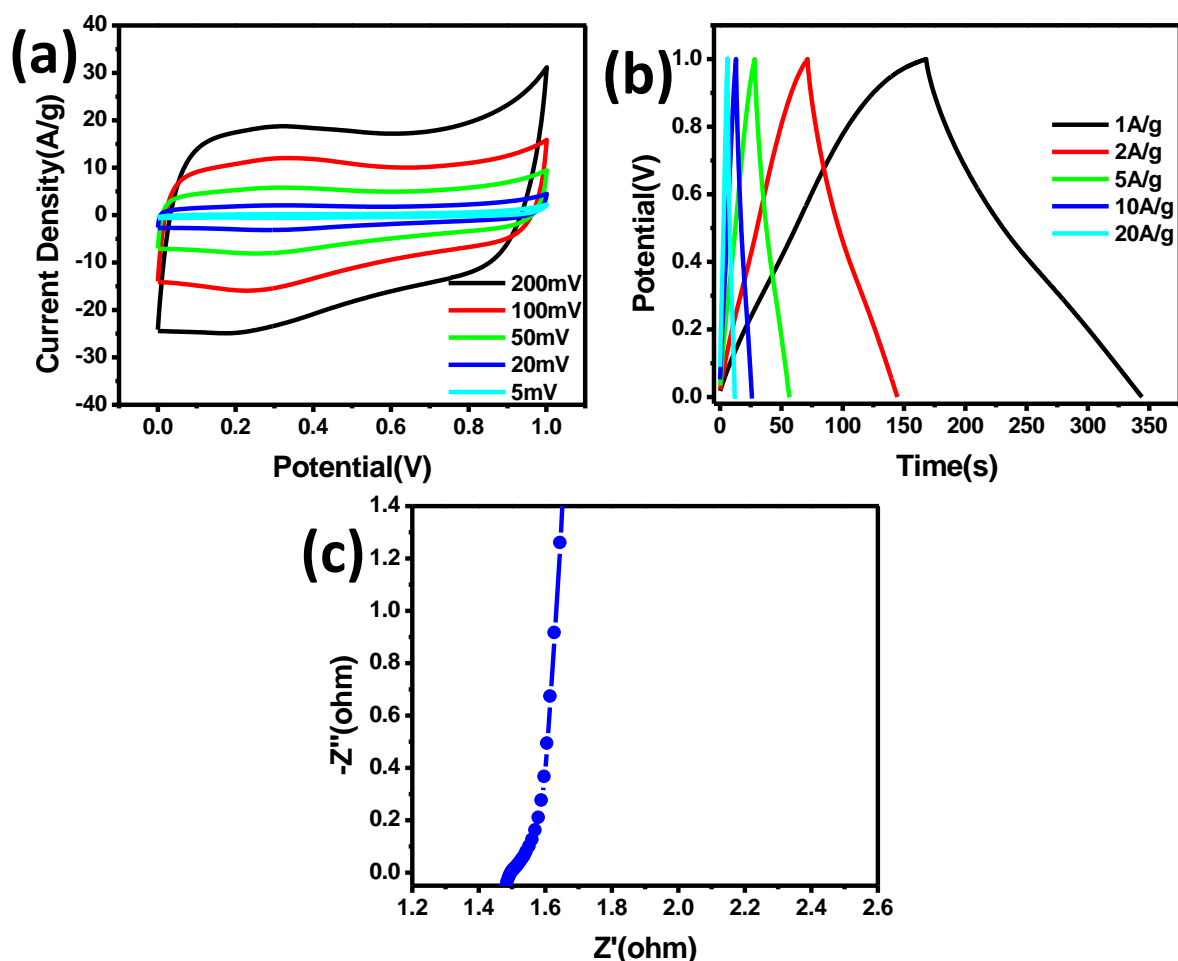 (a)
40
30
20
10
0
-10
-20
-30
-40
Current Density(A/g)
0.0 0.2 0.4 0.6 0.8 1.0
Potential(V)
200mV
100mV
50mV
20mV
5mV
(b)
1.0
0.8
0.6
0.4
0.2
0.0
Potential(V)
0 50 100 150 200 250 300 350
Time(s)
1A/g
2A/g
5A/g
10A/g
20A/g
(c)
1.4
1.2
1.0
0.8
0.6
0.4
0.2
0.0
-Z"(ohm)
1.2 1.4 1.6 1.8 2.0 2.2 2.4 2.6
Z'(ohm)